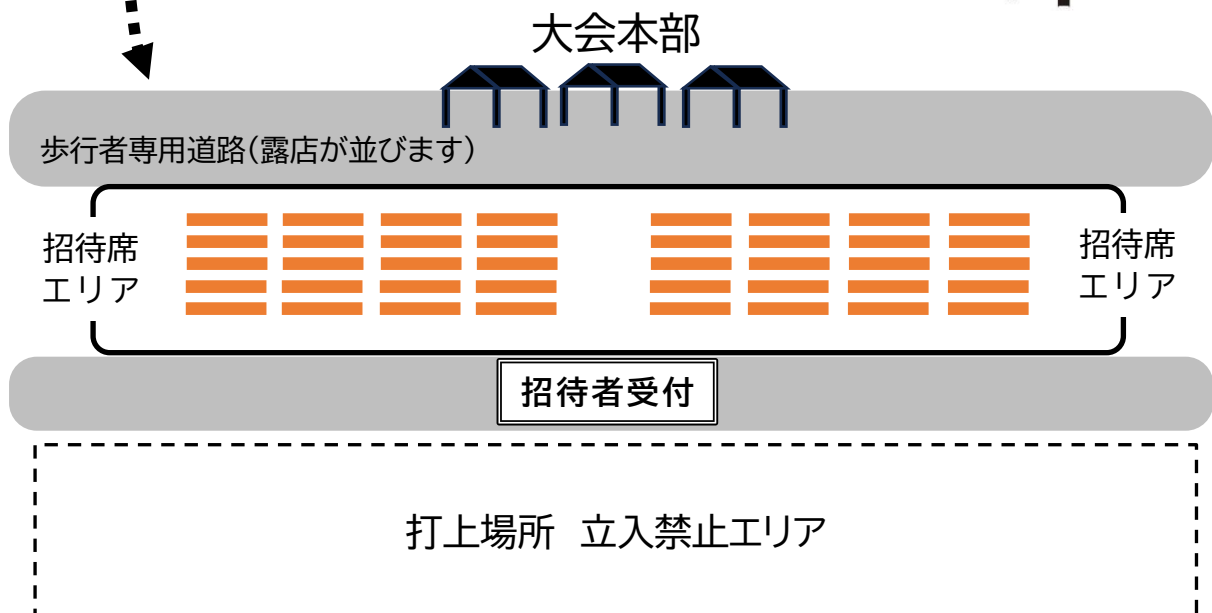 大会本部
歩行者専用道路(露店が並びます)
招待席
エリア
招待席
エリア
招待者受付
打上場所 立入禁止エリア